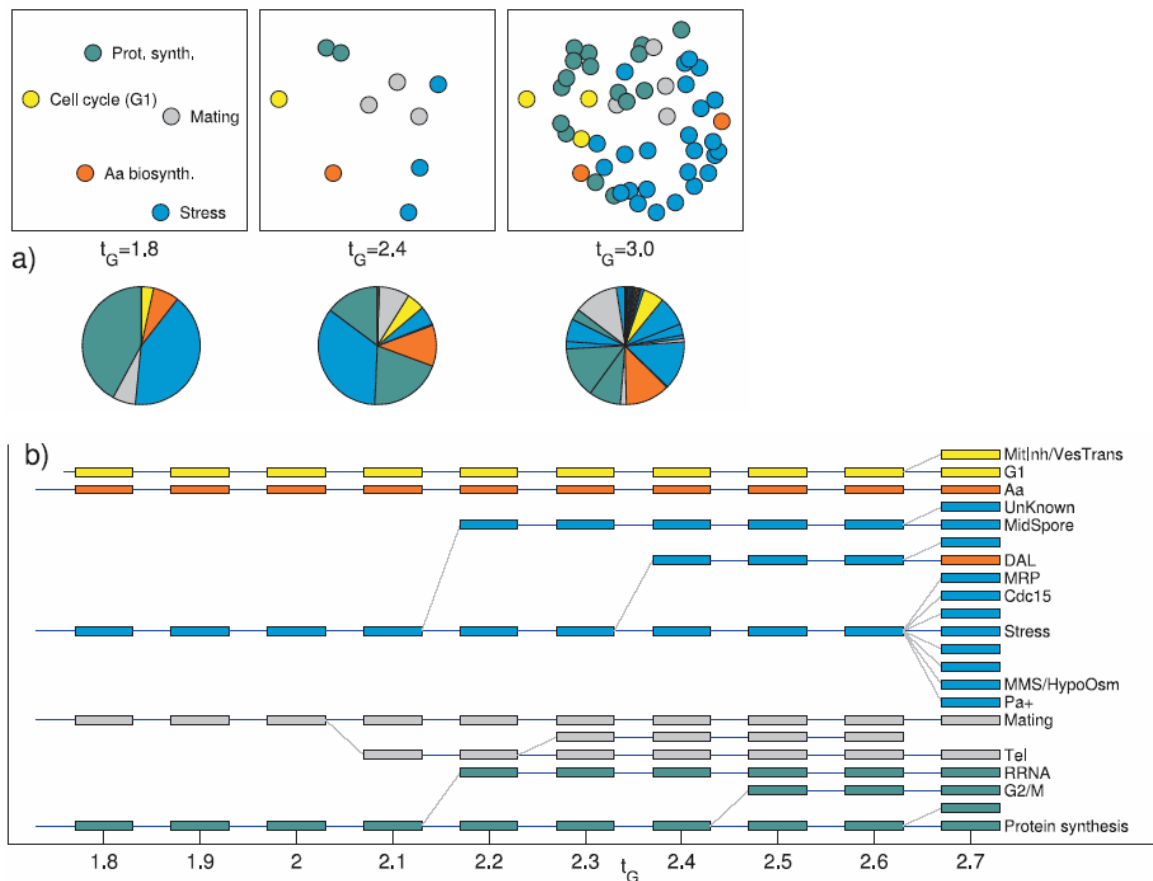 Prot. synth.
Cell cycle (G1)
Mating
Aa biosynth.
Stress
a)
tG=1.8
tG=2.4
tG=3.0
b)
MitInh/VesTrans
G1
Aa
UnKnown
MidSpore
DAL
MRP
Cdc15
Stress
MMS/HypoOsm
Pa+
Mating
Tel
RRNA
G2/M
Protein synthesis
1.8 1.9 2 2.1 2.2 2.3 2.4 2.5 2.6 2.7
tG